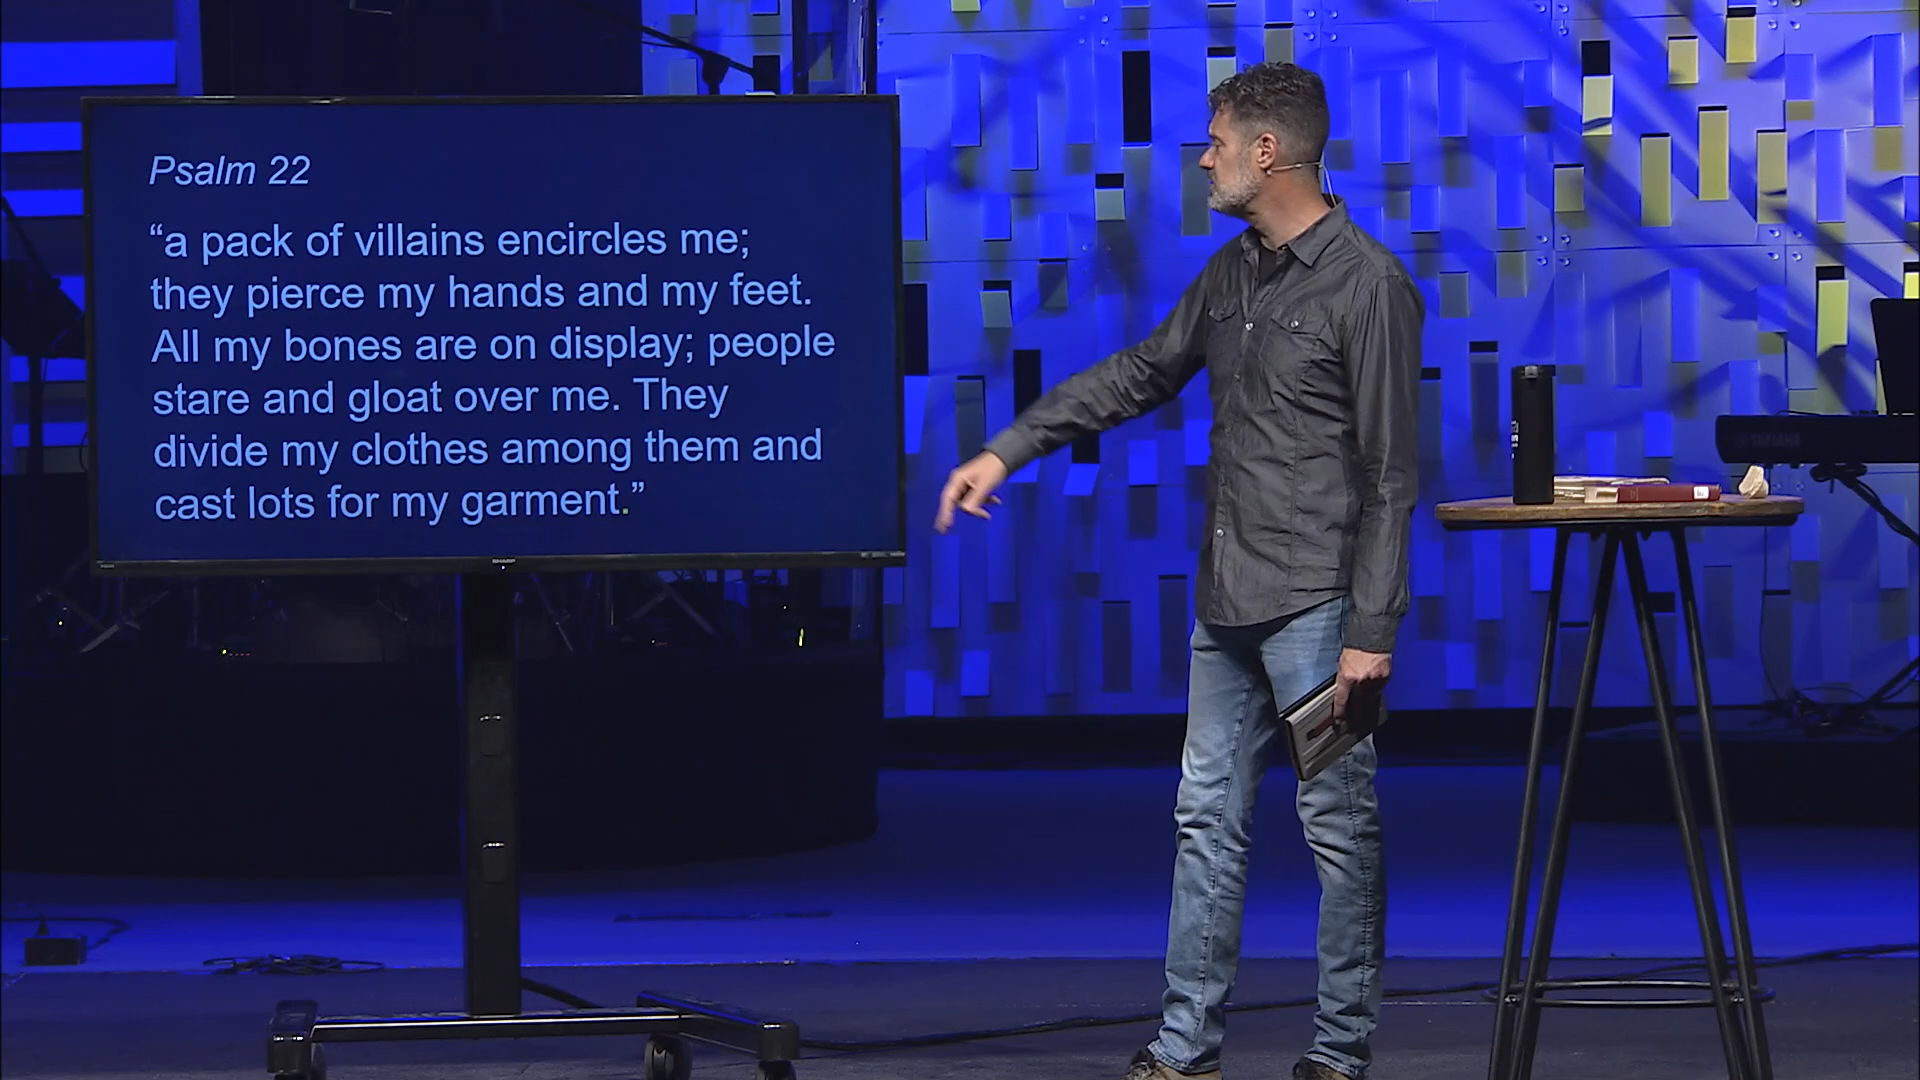 Psalm 22
“a pack of villains encircles me;
they pierce my hands and my feet.
All my bones are on display; people
stare and gloat over me. They
divide my clothes among them and
cast lots for my garment.”
SHARP
YAMAHA